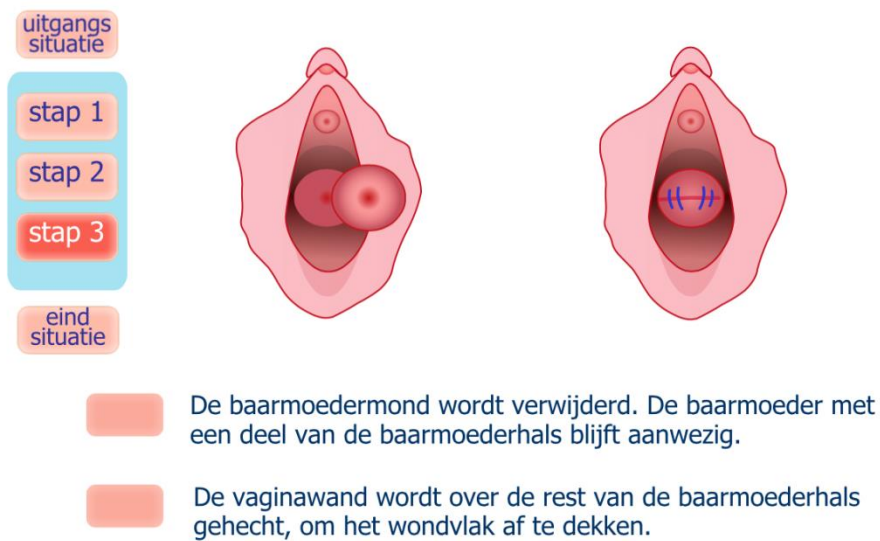 uitgangs
situatie
stap 1
stap 2
stap 3
eind
situatie
De baarmoedermond wordt verwijderd. De baarmoeder met
een deel van de baarmoederhals blijft aanwezig.
De vaginawand wordt over de rest van de baarmoederhals
gehecht, om het wondvlak af te dekken.